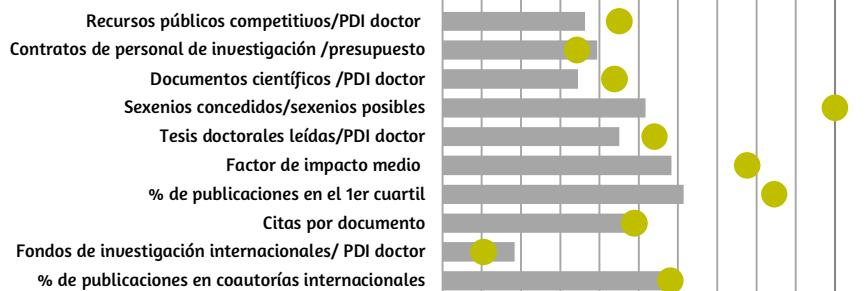 Recursos públicos competitivos/PDI doctor
Contratos de personal de investigación /presupuesto
Documentos científicos /PDI doctor
Sexenios concedidos/sexenios posibles
Tesis doctorales leídas/PDI doctor
Factor de impacto medio
% de publicaciones en el 1er cuartil
Citas por documento
Fondos de investigación internacionales/ PDI doctor
% de publicaciones en coautorías internacionales